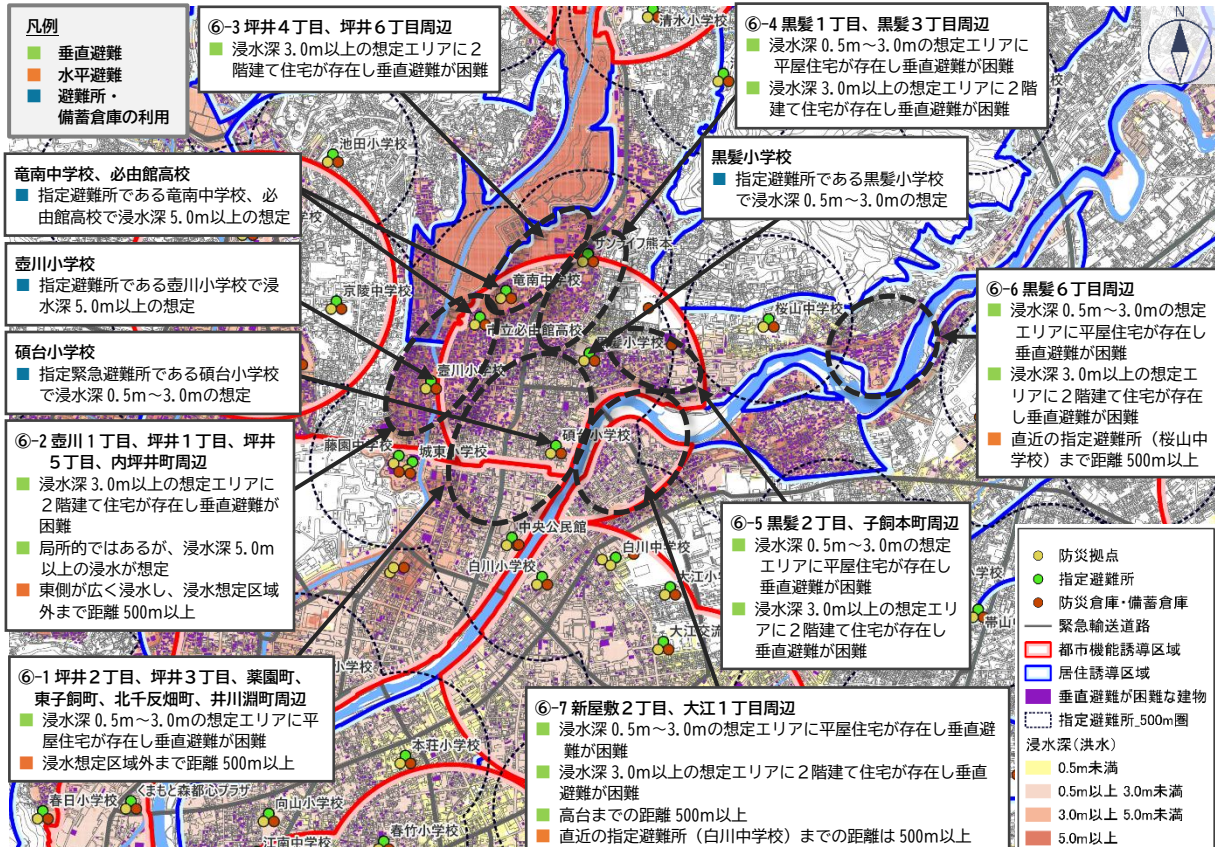 凡例
垂直避難
水平避難
避難所・
備蓄倉庫の利用
⑥-3 坪井４丁目、坪井６丁目周辺
浸水深 3.0m以上の想定エリアに２
階建て住宅が存在し垂直避難が困難
清水小学校
⑥-4 黒髪１丁目、黒髪３丁目周辺
浸水深 0.5m～3.0mの想定エリアに
平屋住宅が存在し垂直避難が困難
浸水深 3.0m以上の想定エリアに２階
建て住宅が存在し垂直避難が困難
N
池田小学校
竜南中学校、必由館高校
指定避難所である竜南中学校、必
由館高校で浸水深 5.0m以上の想定
黒髪小学校
指定避難所である黒髪小学校
で浸水深 0.5m～3.0mの想定
サンライフ熊本
壺川小学校
指定避難所である壺川小学校で浸
水深 5.0m以上の想定
京陵中学校
竜南中学校
市立必由館高校
黒髪小学校
桜山中学校
壺川小学校
碩台小学校
指定緊急避難所である碩台小学校
で浸水深 0.5m～3.0mの想定
⑥-6 黒髪６丁目周辺
浸水深 0.5m～3.0mの想定
エリアに平屋住宅が存在し
垂直避難が困難
浸水深 3.0m以上の想定エ
リアに２階建て住宅が存在
し垂直避難が困難
直近の指定避難所（桜山中
学校）まで距離 500m以上
⑥-2 壺川１丁目、坪井１丁目、坪井
５丁目、内坪井町周辺
浸水深 3.0m以上の想定エリアに
２階建て住宅が存在し垂直避難が
困難
局所的ではあるが、浸水深 5.0m
以上の浸水が想定
東側が広く浸水し、浸水想定区域
外まで距離 500m以上
藤園中学校
城東小学校
碩台小学校
中央公民館
白川小学校
白川中学校
大江小
大江交流
帯山
⑥-5 黒髪２丁目、子飼本町周辺
浸水深 0.5m～3.0mの想定
エリアに平屋住宅が存在し
垂直避難が困難
浸水深 3.0m以上の想定エリ
アに２階建て住宅が存在し
垂直避難が困難
防災拠点
指定避難所
防災倉庫・備蓄倉庫
緊急輸送道路
都市機能誘導区域
居住誘導区域
垂直避難が困難な建物
指定避難所_500m圏
浸水深(洪水)
0.5m未満
0.5m以上 3.0m未満
3.0m以上 5.0m未満
5.0m以上
⑥-1 坪井２丁目、坪井３丁目、薬園町、
東子飼町、北千反畑町、井川淵町周辺
浸水深 0.5m～3.0mの想定エリアに平
屋住宅が存在し垂直避難が困難
浸水想定区域外まで距離 500m以上
小学校
⑥-7 新屋敷２丁目、大江１丁目周辺
浸水深 0.5m～3.0mの想定エリアに平屋住宅が存在し垂直避
難が困難
浸水深 3.0m以上の想定エリアに２階建て住宅が存在し垂直
避難が困難
高台までの距離 500m以上
直近の指定避難所（白川中学校）までの距離は 500m以上
本荘小学校
春日小学校
くまもと森都心プラザ
向山小学校
春竹小学校
江南中学校